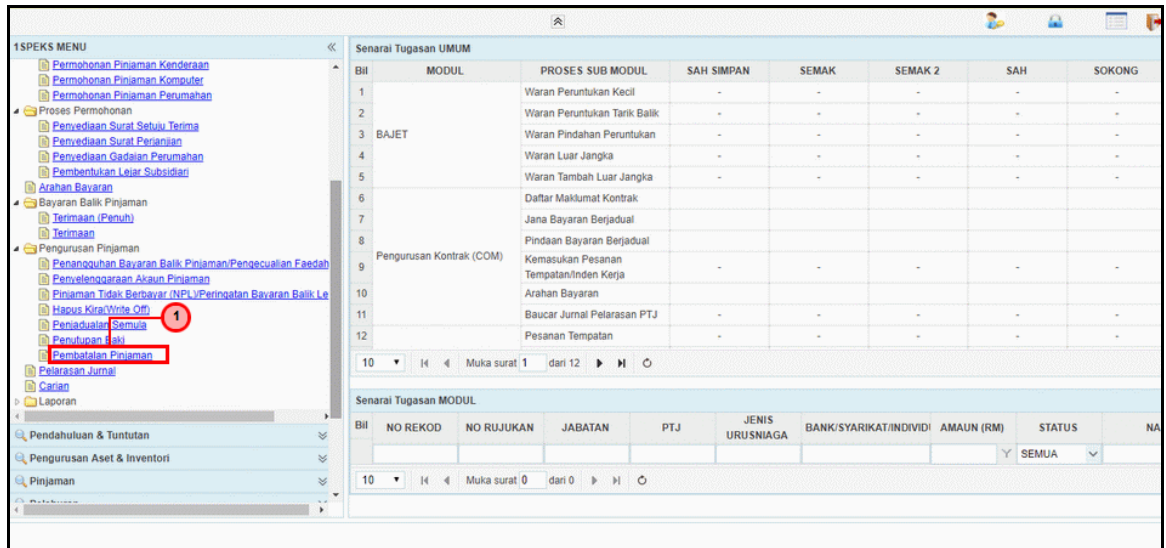 1SPEKS MENU
Permohonan Pinjaman Kenderaan
Permohonan Pinjaman Komputer
Permohonan Pinjaman Perumahan
Proses Permohonan
Penyediaan Surat Setuju Terima
Penyediaan Surat Perjanjian
Penyediaan Gadaian Perumahan
Pembentukan Lejar Subsidiari
Arahan Bayaran
Bayaran Balik Pinjaman
Terimaan (Penuh)
Terimaan
Pengurusan Pinjaman
Penangguhan Bayaran Balik Pinjaman/Pengecualian Faedah
Penyelenggaraan Akaun Pinjaman
Pinjaman Tidak Berbayar (NPL)/Peringatan Bayaran Balik Le
Hapus Kira(Write Off)
1
Penjadualan Semula
Penutupan Baki
Pembatalan Pinjaman
Pelarasan Jurnal
Carian
Laporan
Pendahuluan & Tuntutan
Pengurusan Aset & Inventori
Pinjaman
Senarai Tugasan UMUM
Bil MODUL PROSES SUB MODUL SAH SIMPAN SEMAK SEMAK 2 SAH SOKONG
1 Waran Peruntukan Kecil - - - - -
2 Waran Peruntukan Tarik Balik - - - - -
3 BAJET Waran Pindahan Peruntukan - - - - -
4 Waran Luar Jangka - - - - -
5 Waran Tambah Luar Jangka - - - - -
6 Daftar Maklumat Kontrak
7 Jana Bayaran Berjadual
8 Pindaan Bayaran Berjadual
Pengurusan Kontrak (COM)
9 Kemasukan Pesanan
Tempatan/Inden Kerja - - - - -
10 Arahan Bayaran
11 Baucar Jurnal Pelarasan PTJ - - - - -
12 Pesanan Tempatan - - - - -
10 Muka surat 1 dari 12
Senarai Tugasan MODUL
Bil NO REKOD NO RUJUKAN JABATAN PTJ JENIS
URUSNIAGA BANK/SYARIKAT/INDIVIDU AMAUN (RM) STATUS NA
SEMUA
10 Muka surat 0 dari 0